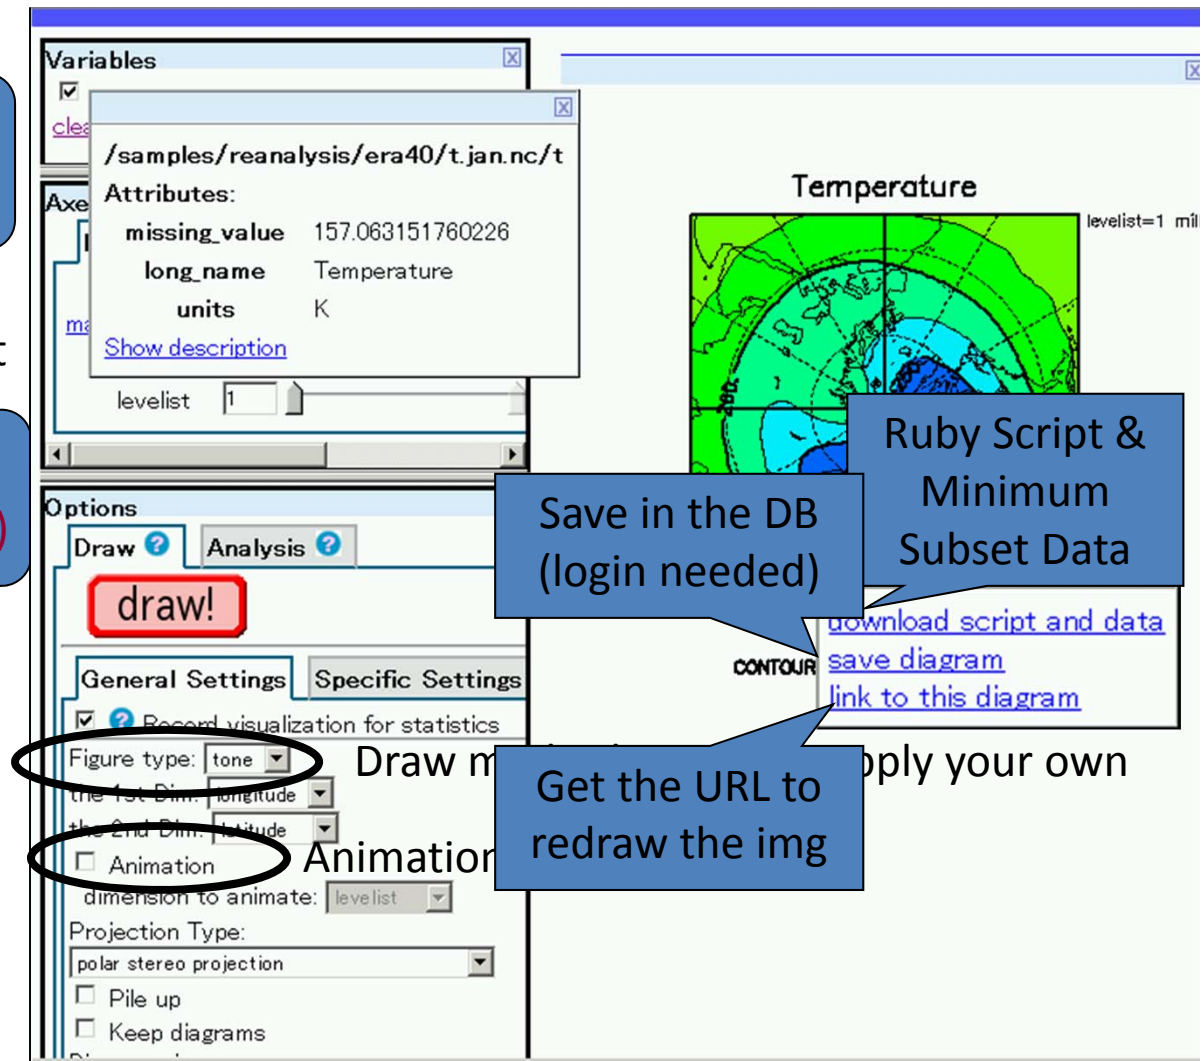 Variables
/samples/reanalysis/era40/t.jan.nc/t
Attributes:
missing_value 157.063151760226
long_name Temperature
units K
Show description
levelist 1
Options
Draw ? Analysis ?
draw!
General Settings Specific Settings
? Record visualization for statistics
Figure type: tone
the 1st Dim: longitude
the 2nd Dim: latitude
Animation
Animation
dimension to animate: levelist
Projection Type:
polar stereo projection
Pile up
Keep diagrams
Temperature
levelist=1
Ruby Script &
Minimum
Subset Data
Save in the DB
(login needed)
download script and data
CONTOUR
save diagram
link to this diagram
Draw
your own
Get the URL to
redraw the img